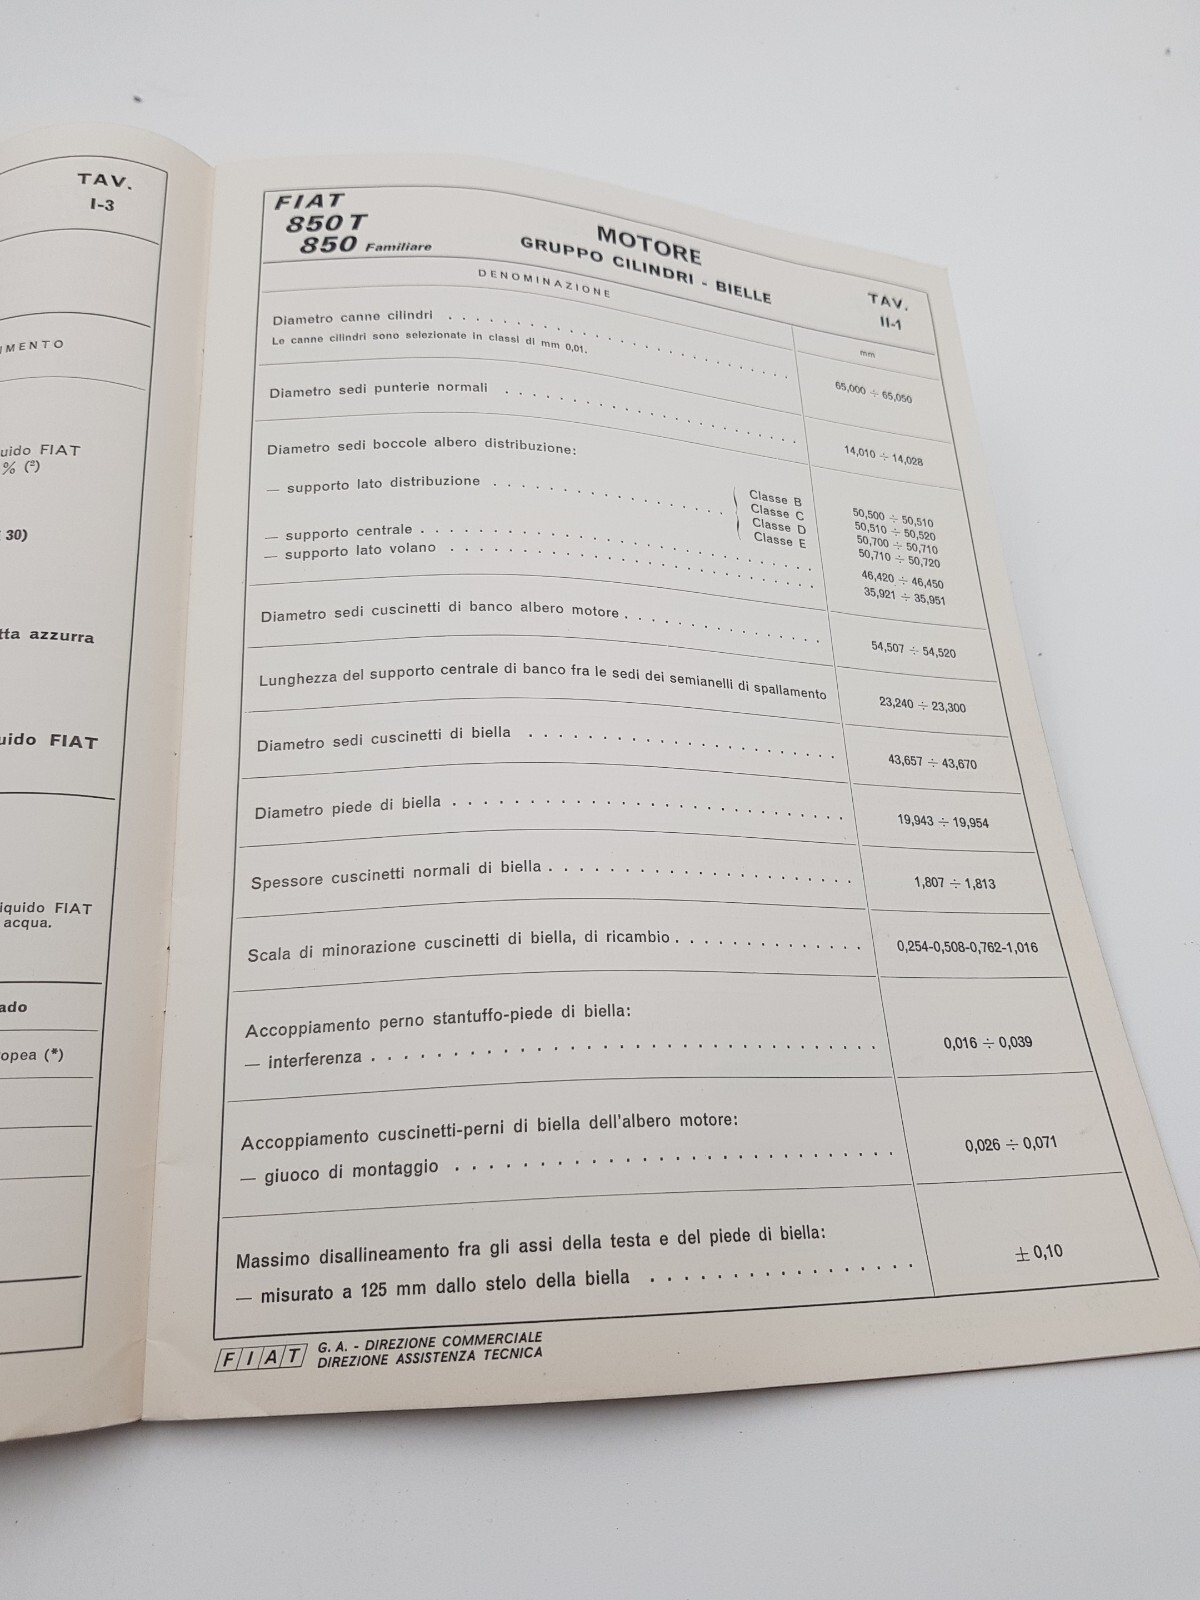 TAV.
I-3
UMENTO
uido FIAT
% (²)
30)
tta azzurra
uido FIAT
iquido FIAT
acqua.
ado
opea (*)
FIAT
850 T
850 Familiare
MOTORE
GRUPPO CILINDRI - BIELLE
TAV.
II-1
DENOMINAZIONE
mm
Diametro canne cilindri . . . . . . . . . . . . . . . . . . . . . . . . . 65,000 ÷ 65,050
Le canne cilindri sono selezionate in classi di mm 0,01.
Diametro sedi punterie normali . . . . . . . . . . . . . . . . . . . . . . 14,010 ÷ 14,028
Diametro sedi boccole albero distribuzione:
— supporto lato distribuzione . . . . . . . . . . . . . . . . . .
Classe B 50,500 ÷ 50,510
Classe C 50,510 ÷ 50,520
Classe D 50,700 ÷ 50,710
Classe E 50,710 ÷ 50,720
— supporto centrale . . . . . . . . . . . . . . . . . . . . . . . . . . 46,420 ÷ 46,450
— supporto lato volano . . . . . . . . . . . . . . . . . . . . . . . . 35,921 ÷ 35,951
Diametro sedi cuscinetti di banco albero motore . . . . . . . . . . . . . . 54,507 ÷ 54,520
Lunghezza del supporto centrale di banco fra le sedi dei semianelli di spallamento 23,240 ÷ 23,300
Diametro sedi cuscinetti di biella . . . . . . . . . . . . . . . . . . . . . 43,657 ÷ 43,670
Diametro piede di biella . . . . . . . . . . . . . . . . . . . . . . . . . . 19,943 ÷ 19,954
Spessore cuscinetti normali di biella . . . . . . . . . . . . . . . . . . . . 1,807 ÷ 1,813
Scala di minorazione cuscinetti di biella, di ricambio . . . . . . . . . . . . . 0,254-0,508-0,762-1,016
Accoppiamento perno stantuffo-piede di biella:
— interferenza . . . . . . . . . . . . . . . . . . . . . . . . . . . . . . 0,016 ÷ 0,039
Accoppiamento cuscinetti-perni di biella dell'albero motore:
— giuoco di montaggio . . . . . . . . . . . . . . . . . . . . . . . . . . 0,026 ÷ 0,071
Massimo disallineamento fra gli assi della testa e del piede di biella:
— misurato a 125 mm dallo stelo della biella . . . . . . . . . . . . . . . . ± 0,10
FIAT
G. A. - DIREZIONE COMMERCIALE
DIREZIONE ASSISTENZA TECNICA